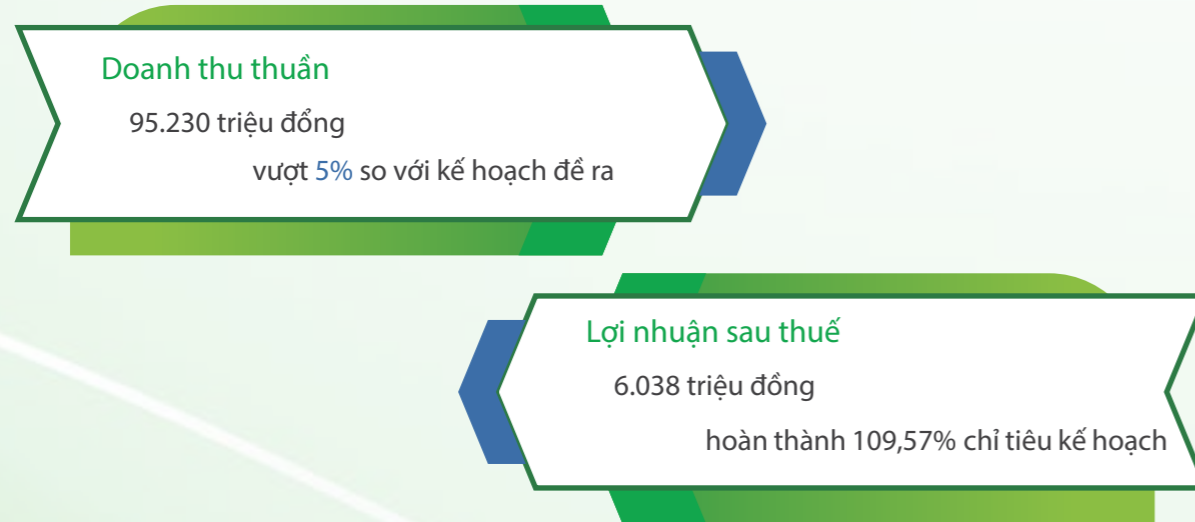 Doanh thu thuần
95.230 triệu đổng
vượt 5% so với kế hoạch đề ra
Lợi nhuận sau thuế
6.038 triệu đồng
hoàn thành 109,57% chỉ tiêu kế hoạch